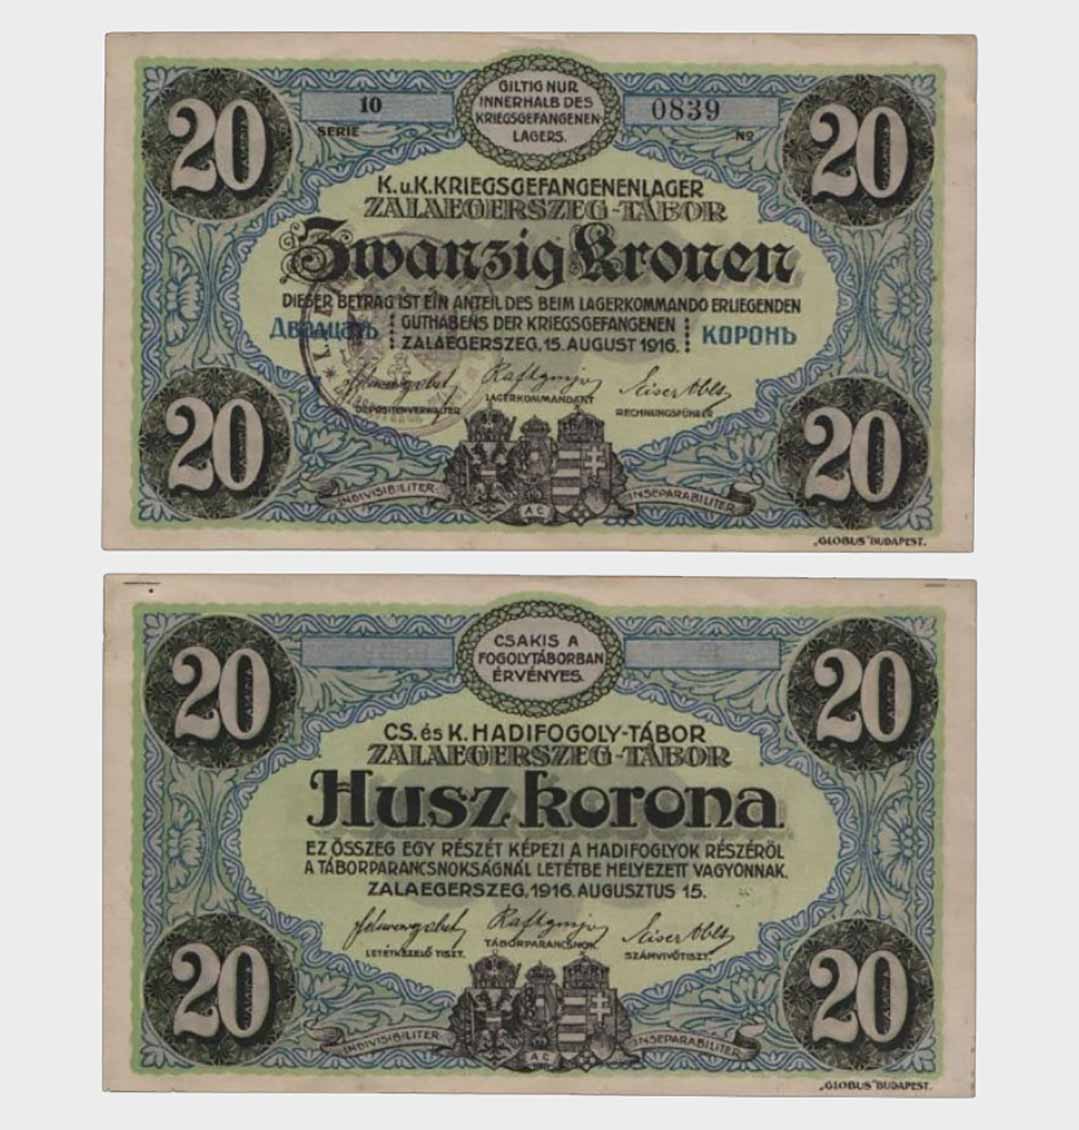 20
10
SERIE
GILTIG NUR
INNERHALB DES
KRIEGSGEFANGENEN-
LAGERS.
0839
No
20
K.u.K.KRIEGSGEFANGENENLAGER
ZALAEGERSZEG-TÁBOR
Zwanzig Kronen
DIESER BETRAG IST EIN ANTEIL DES BEIM LAGERKOMMANDO ERLIEGENDEN
Двадцать GUTHABENS DER KRIEGSGEFANGENEN КОРОНЪ
ZALAEGERSZEG, 15. AUGUST 1916.
DEPOSITENVERWALTER
LAGERKOMMANDANT
RECHNUNGSFÜHRER
20
20
INDIVISIBILITER
A C
INSEPARABILITER
„GLOBUS" BUDAPEST.
20
CSAKIS A
FOGOLYTÁBORBAN
ÉRVÉNYES.
20
CS. és K. HADIFOGOLY-TÁBOR
ZALAEGERSZEG-TÁBOR
Husz korona
EZ ÖSSZEG EGY RÉSZÉT KÉPEZI A HADIFOGLYOK RÉSZÉRŐL
A TÁBORPARANCSNOKSÁGNÁL LETÉTBE HELYEZETT VAGYONNAK.
ZALAEGERSZEG, 1916. AUGUSZTUS 15.
LETÉTKEZELŐ TISZT.
TÁBORPARANCSNOK
SZÁMVIVŐTISZT.
20
20
INDIVISIBILITER
A C
INSEPARABILITER
„GLOBUS" BUDAPEST.